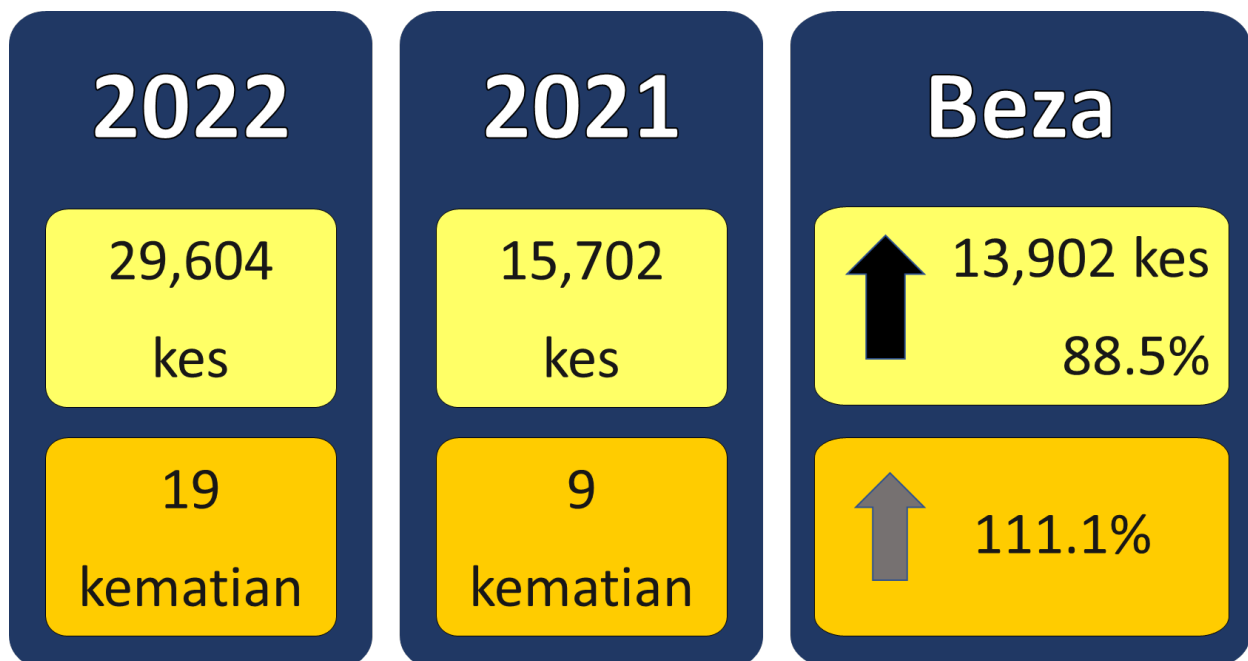 2022
29,604
kes
19
kematian
2021
15,702
kes
9
kematian
Beza
13,902 kes
88.5%
111.1%